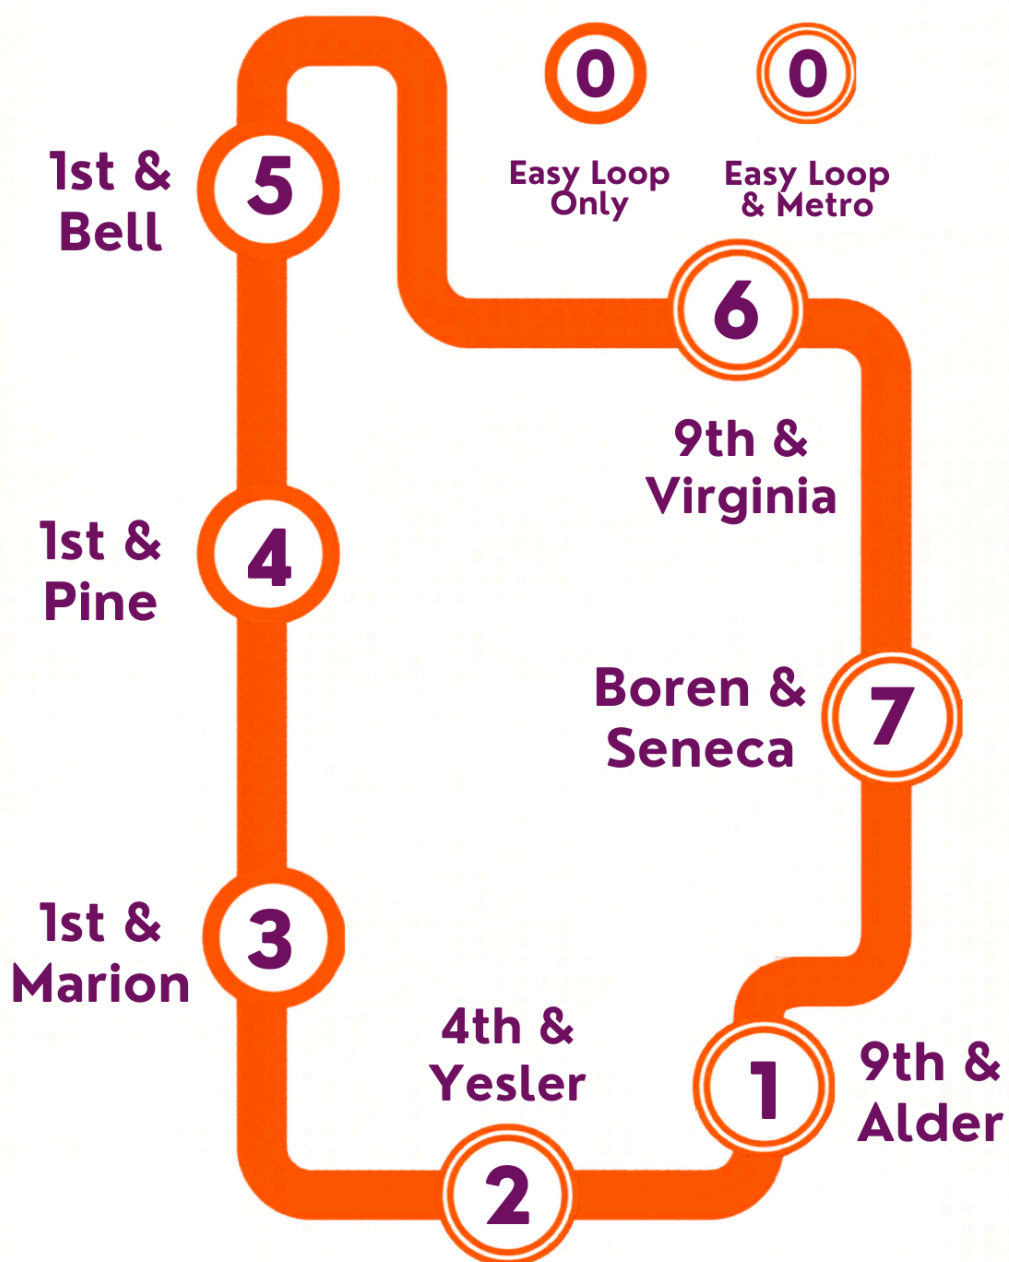 0
0
Easy Loop
Only
Easy Loop
& Metro
5
1st &
Bell
6
9th &
Virginia
4
1st &
Pine
7
Boren &
Seneca
3
1st &
Marion
4th &
Yesler
2
1
9th &
Alder